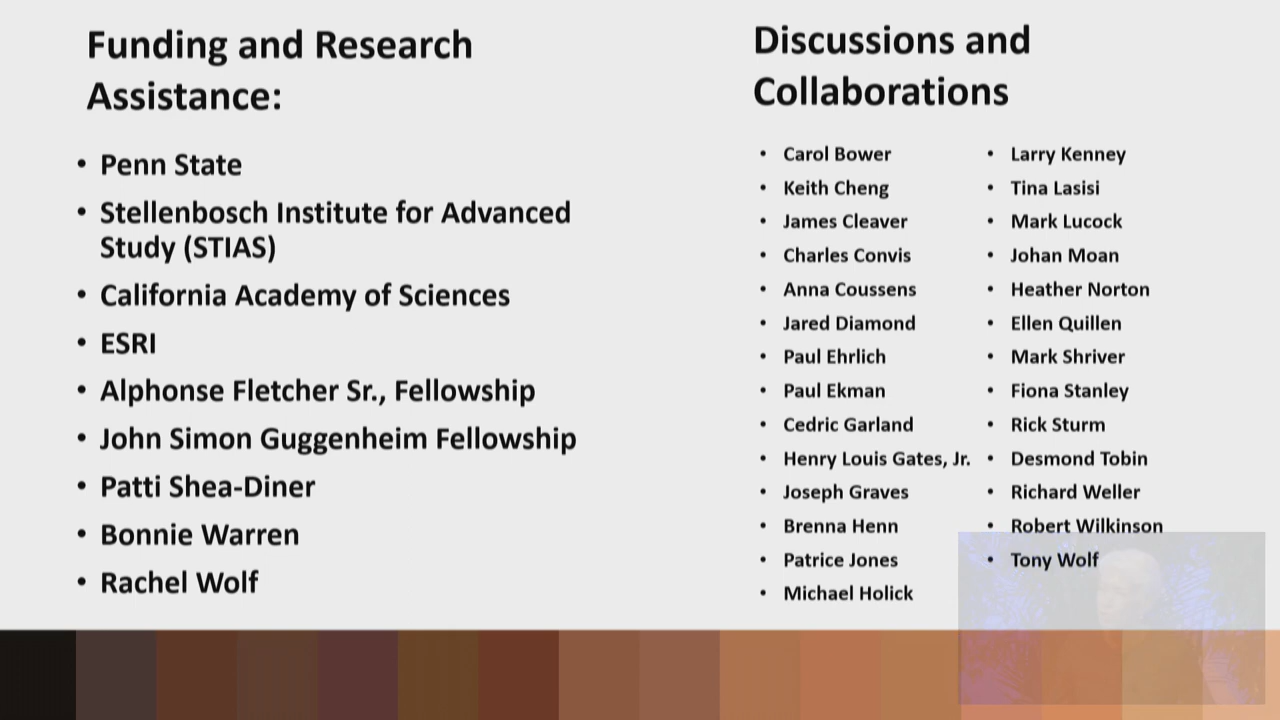 Funding and Research
Assistance:
• Penn State
• Stellenbosch Institute for Advanced
Study (STIAS)
• California Academy of Sciences
• ESRI
• Alphonse Fletcher Sr., Fellowship
• John Simon Guggenheim Fellowship
• Patti Shea-Diner
• Bonnie Warren
• Rachel Wolf
Discussions and
Collaborations
• Carol Bower
• Keith Cheng
• James Cleaver
• Charles Convis
• Anna Coussens
• Jared Diamond
• Paul Ehrlich
• Paul Ekman
• Cedric Garland
• Henry Louis Gates, Jr.
• Joseph Graves
• Brenna Henn
• Patrice Jones
• Michael Holick
• Larry Kenney
• Tina Lasisi
• Mark Lucock
• Johan Moan
• Heather Norton
• Ellen Quillen
• Mark Shriver
• Fiona Stanley
• Rick Sturm
• Desmond Tobin
• Richard Weller
• Robert Wilkinson
• Tony Wolf